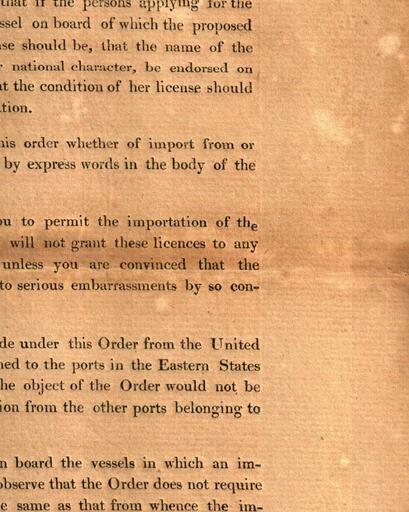 that if the persons applying for the
ssel on board of which the proposed
se should be, that the name of the
r national character, be endorsed on
at the condition of her license should
tion.
his order whether of import from or
by express words in the body of the
ou to permit the importation of the
will not grant these licences to any
unless you are convinced that the
to serious embarrassments by so con-
de under this Order from the United
ned to the ports in the Eastern States
he object of the Order would not be
ion from the other ports belonging to
n board the vessels in which an im-
observe that the Order does not require
e same as that from whence the im-